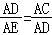 AD/AE = AC/AD